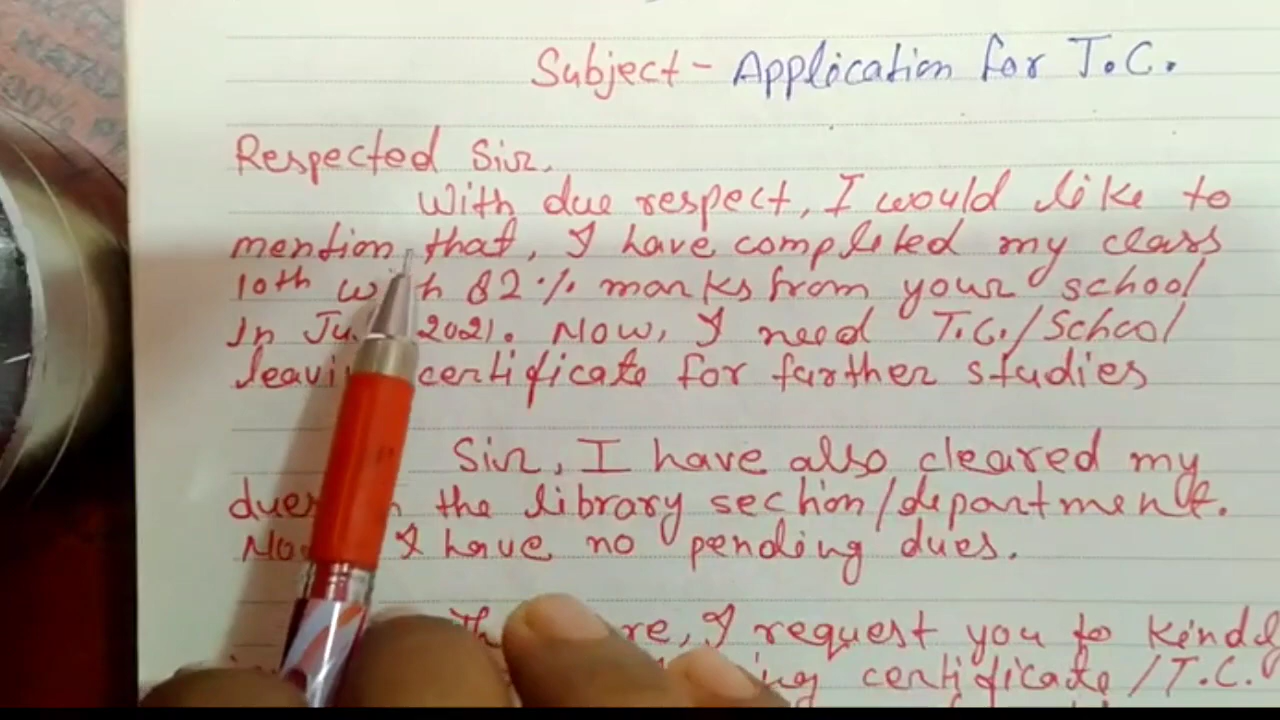 Subject - Application for T.C.
Respected Sir,
With due respect, I would like to
mention, that, I have completed my class
10th with 82% marks from your school
In 2021. Now, I need T.C./School
leaving certificate for further studies
Sir, I have also cleared my
dues the library section/department.
I have no pending dues.
I request you to kindly
certificate/T.C.